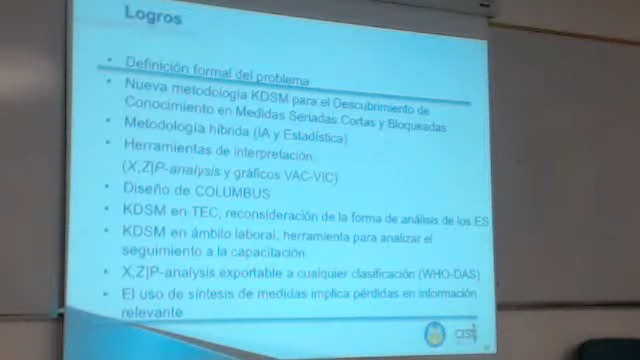 Logros
• Definición formal del problema
• Nueva metodología KDSM para el Descubrimiento de
Conocimiento en Medidas Seriadas Cortas y Bloqueadas
• Metodología híbrida (IA y Estadística)
• Herramientas de interpretación:
(X,Z)P-analysis y gráficos VAC-VIC)
• Diseño de COLUMBUS
• KDSM en TEC, reconsideración de la forma de análisis de los ES
• KDSM en ámbito laboral, herramienta para analizar el
seguimiento a la capacitación
• X,Z|P-analysis exportable a cualquier clasificación (WHO-DAS)
• El uso de síntesis de medidas implica pérdidas en información
relevante